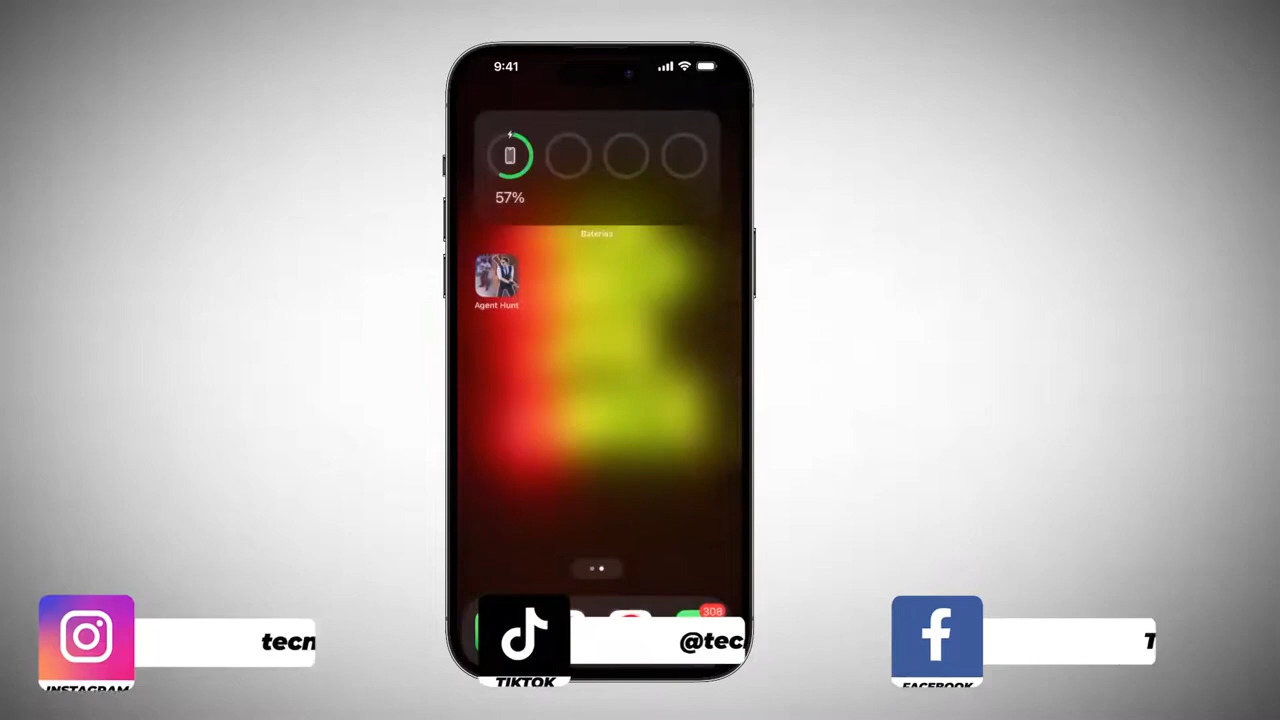 9:41
57%
Baterías
Agent Hunt
308
tecn
@tec
T
INSTAGRAM
TIKTOK
FACEBOOK